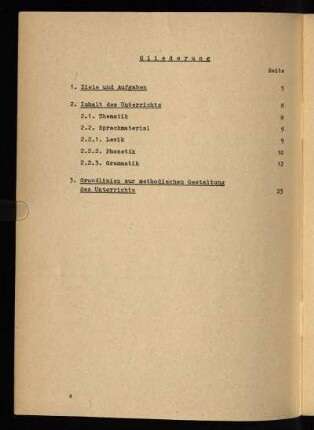 Gliederung
Seite
1. Ziele und Aufgaben 5
2. Inhalt des Unterrichts 8
2.1. Thematik 8
2.2. Sprachmaterial 9
2.2.1. Lexik 9
2.2.2. Phonetik 10
2.2.3. Grammatik 12
3. Grundlinien zur methodischen Gestaltung
des Unterrichts 23
4